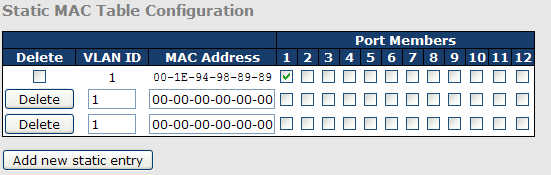 Static MAC Table Configuration
Port Members
Delete VLAN ID MAC Address 1 2 3 4 5 6 7 8 9 10 11 12
1 00-1E-94-98-89-89
Delete 1 00-00-00-00-00-00
Delete 1 00-00-00-00-00-00
Add new static entry